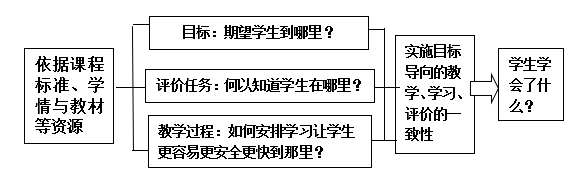 依据课程
标准、学
情与教材
等资源
目标：期望学生到哪里？
评价任务：何以知道学生在哪里？
教学过程：如何安排学习让学生
更容易更安全更快到那里？
实施目标
导向的教
学、学习、
评价的一
致性
学生学
会了什
么？